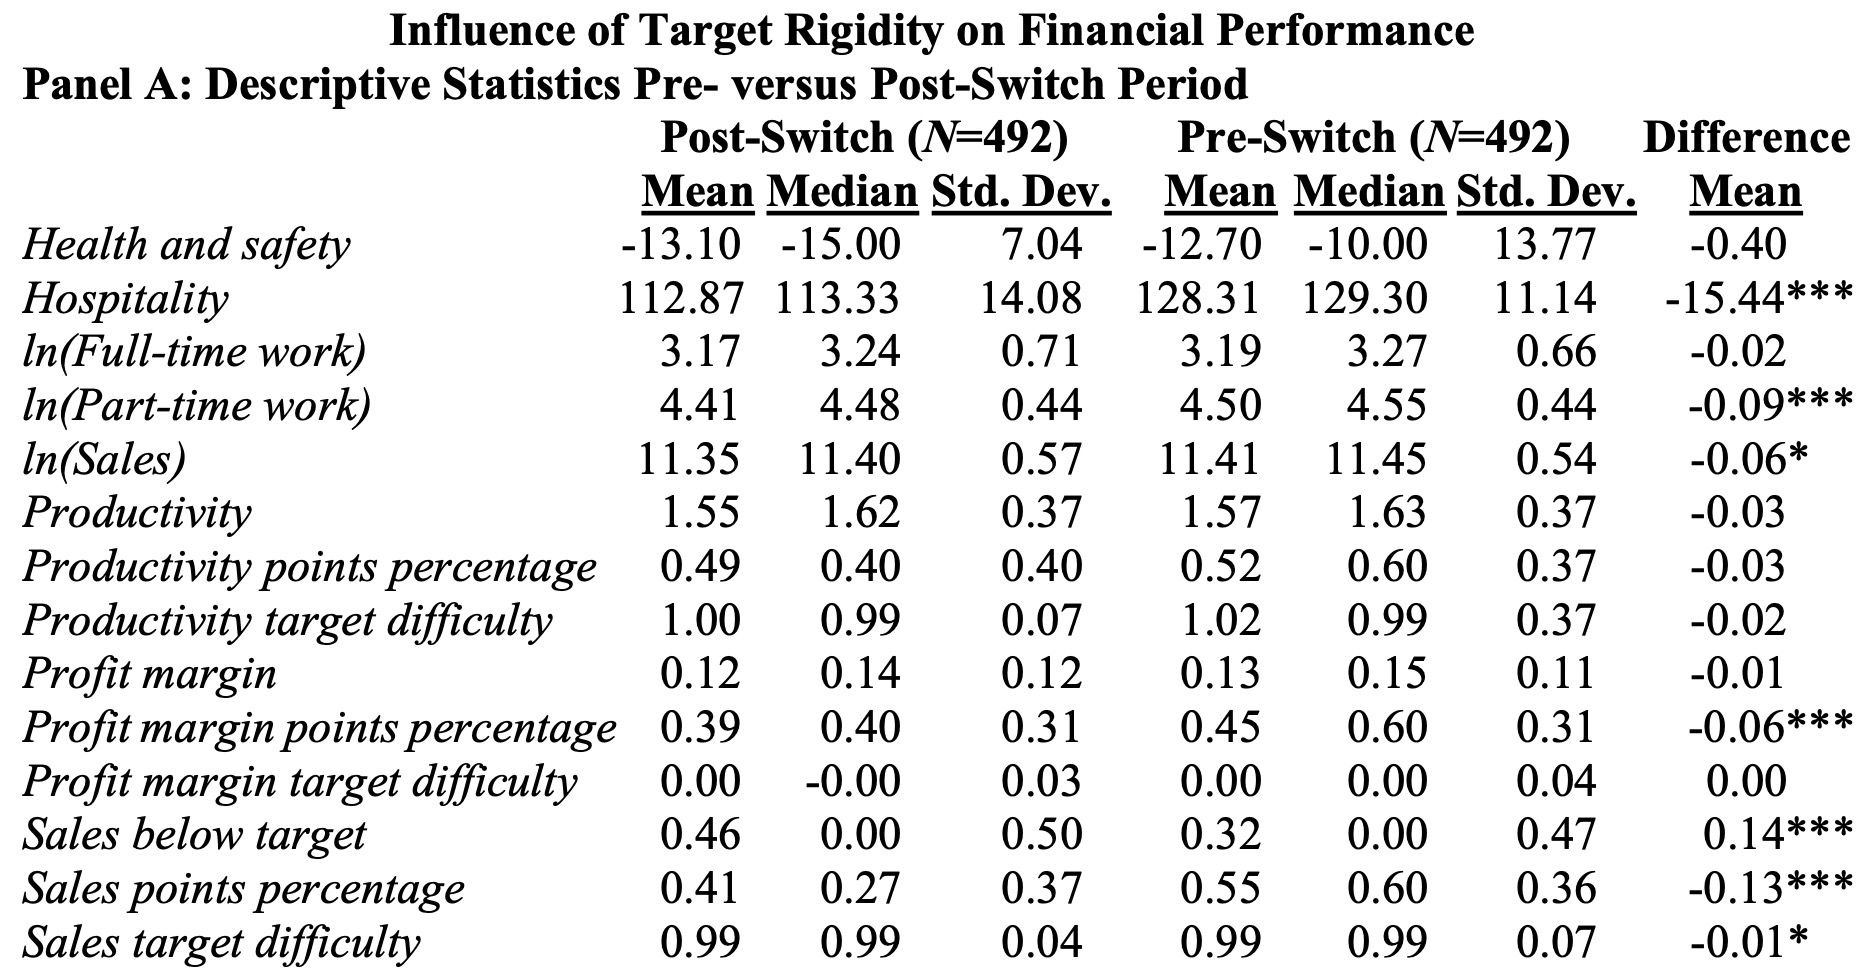 Influence of Target Rigidity on Financial Performance
Panel A: Descriptive Statistics Pre- versus Post-Switch Period
Post-Switch (N=492) Pre-Switch (N=492) Difference
Mean Median Std. Dev. Mean Median Std. Dev. Mean
Health and safety -13.10 -15.00 7.04 -12.70 -10.00 13.77 -0.40
Hospitality 112.87 113.33 14.08 128.31 129.30 11.14 -15.44***
ln(Full-time work) 3.17 3.24 0.71 3.19 3.27 0.66 -0.02
ln(Part-time work) 4.41 4.48 0.44 4.50 4.55 0.44 -0.09***
ln(Sales) 11.35 11.40 0.57 11.41 11.45 0.54 -0.06*
Productivity 1.55 1.62 0.37 1.57 1.63 0.37 -0.03
Productivity points percentage 0.49 0.40 0.40 0.52 0.60 0.37 -0.03
Productivity target difficulty 1.00 0.99 0.07 1.02 0.99 0.37 -0.02
Profit margin 0.12 0.14 0.12 0.13 0.15 0.11 -0.01
Profit margin points percentage 0.39 0.40 0.31 0.45 0.60 0.31 -0.06***
Profit margin target difficulty 0.00 -0.00 0.03 0.00 0.00 0.04 0.00
Sales below target 0.46 0.00 0.50 0.32 0.00 0.47 0.14***
Sales points percentage 0.41 0.27 0.37 0.55 0.60 0.36 -0.13***
Sales target difficulty 0.99 0.99 0.04 0.99 0.99 0.07 -0.01*